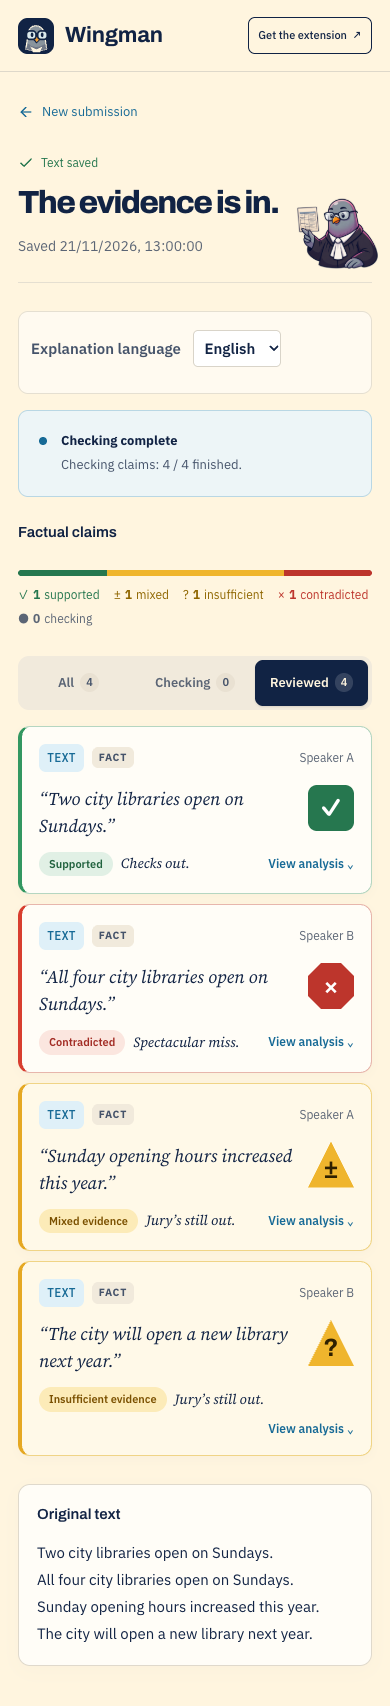 Wingman
Get the extension ↗
← New submission
✓ Text saved
The evidence is in.
Saved 21/11/2026, 13:00:00
Explanation language English
Checking complete
Checking claims: 4 / 4 finished.
Factual claims
✓ 1 supported ± 1 mixed ? 1 insufficient × 1 contradicted
● 0 checking
All 4 Checking 0 Reviewed 4
TEXT FACT Speaker A
“Two city libraries open on
Sundays.”
Supported Checks out. View analysis ⌄
TEXT FACT Speaker B
“All four city libraries open on
Sundays.”
×
Contradicted Spectacular miss. View analysis ⌄
TEXT FACT Speaker A
“Sunday opening hours increased
this year.”
±
Mixed evidence Jury’s still out. View analysis ⌄
TEXT FACT Speaker B
“The city will open a new library
next year.”
?
Insufficient evidence Jury’s still out.
View analysis ⌄
Original text
Two city libraries open on Sundays.
All four city libraries open on Sundays.
Sunday opening hours increased this year.
The city will open a new library next year.